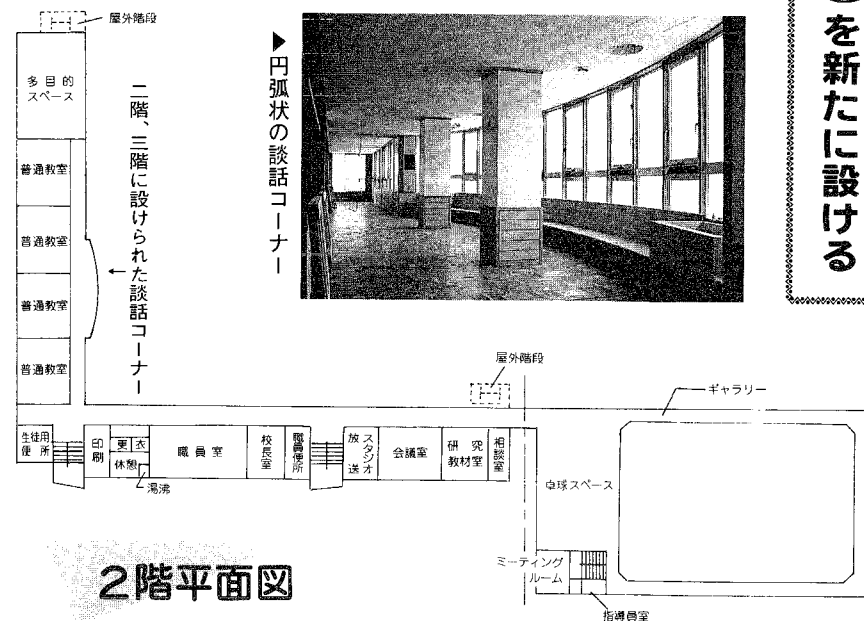 を新たに設ける
▶円弧状の談話コーナー
屋外階段
多目的
スペース
二階、三階に設けられた談話コーナー
普通教室
普通教室
普通教室
普通教室
生徒用
便所
印刷
更衣
休憩
湯沸
職員室
校長室
職員便所
放送
スタジオ
会議室
研究
教材室
相談室
屋外階段
ギャラリー
卓球スペース
ミーティング
ルーム
指導員室
2階平面図